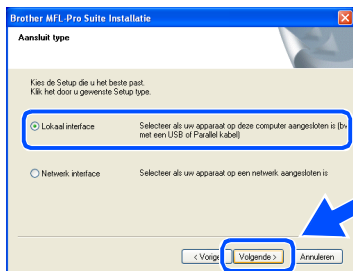 Brother MFL-Pro Suite Installatie
Aansluit type
Kies de Setup die u het beste past.
Klik het door u gewenste Setup type.
Lokaal interface
Selecteer als uw apparaat op deze computer aangesloten is (bv
met een USB of Parallel kabel)
Netwerk interface
Selecteer als uw apparaat op een netwerk aangesloten is
< Vorige
Volgende >
Annuleren